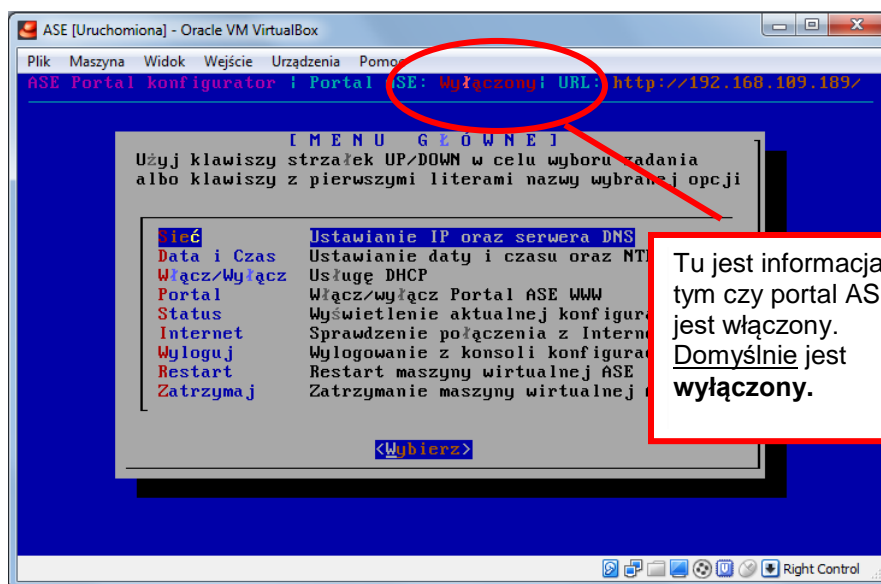 ASE [Uruchomiona] - Oracle VM VirtualBox
Plik Maszyna Widok Wejście Urządzenia Pomoc
ASE Portal konfigurator | Portal ASE: Wyłączony| URL: http://192.168.109.189/
[ M E N U G Ł Ó W N E ]
Użyj klawiszy strzałek UP/DOWN w celu wyboru zadania
albo klawiszy z pierwszymi literami nazwy wybranej opcji
Sieć Ustawianie IP oraz serwera DNS
Data i Czas Ustawianie daty i czasu oraz NT
Włącz/Wyłącz Usługę DHCP
Portal Włącz/wyłącz Portal ASE WWW
Status Wyświetlenie aktualnej konfigur
Internet Sprawdzenie połączenia z Intern
Wyloguj Wylogowanie z konsoli konfigura
Restart Restart maszyny wirtualnej ASE
Zatrzymaj Zatrzymanie maszyny wirtualnej
<Wybierz>
Tu jest informacja
tym czy portal AS
jest włączony.
Domyślnie jest
wyłączony.
Right Control